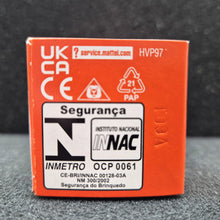 UK
CA
CE
? service.mattel.com
HVP97
21
PAP
Segurança
N
INMETRO
INSTITUTO NACIONAL
INNAC
OCP 0061
CE-BRI/INNAC 00128-03A
NM 300/2002
Segurança do Brinquedo